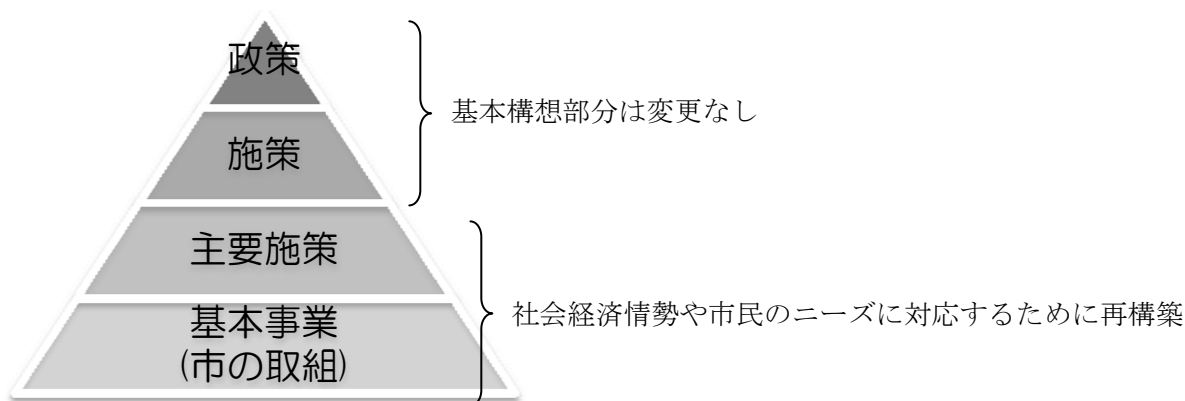 政策
基本構想部分は変更なし
施策
主要施策
社会経済情勢や市民のニーズに対応するために再構築
基本事業
(市の取組)